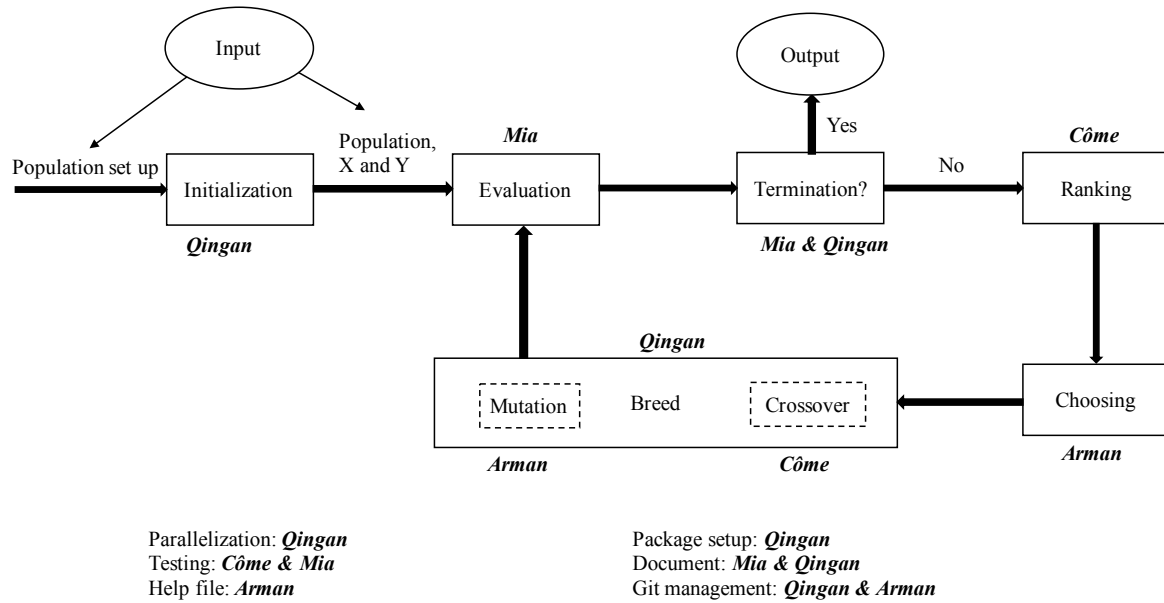 Input
Output
Yes
Mia
Côme
Population,
X and Y
Population set up
Initialization
Evaluation
Termination?
No
Ranking
Qingan
Mia & Qingan
Qingan
Mutation
Breed
Crossover
Choosing
Arman
Côme
Arman
Parallelization: Qingan
Testing: Côme & Mia
Help file: Arman
Package setup: Qingan
Document: Mia & Qingan
Git management: Qingan & Arman